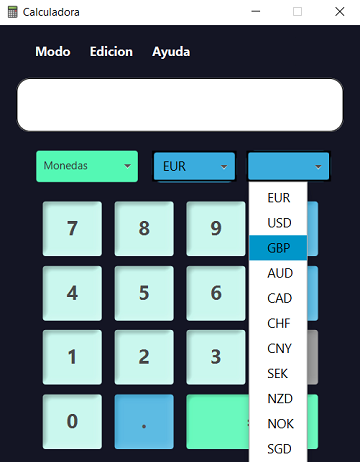 Calculadora
Modo Edicion Ayuda
Monedas EUR
EUR
7 8 9
USD
GBP
4 5 6
AUD
CAD
CHF
1 2 3
CNY
SEK
NZD
0 .
NOK
SGD